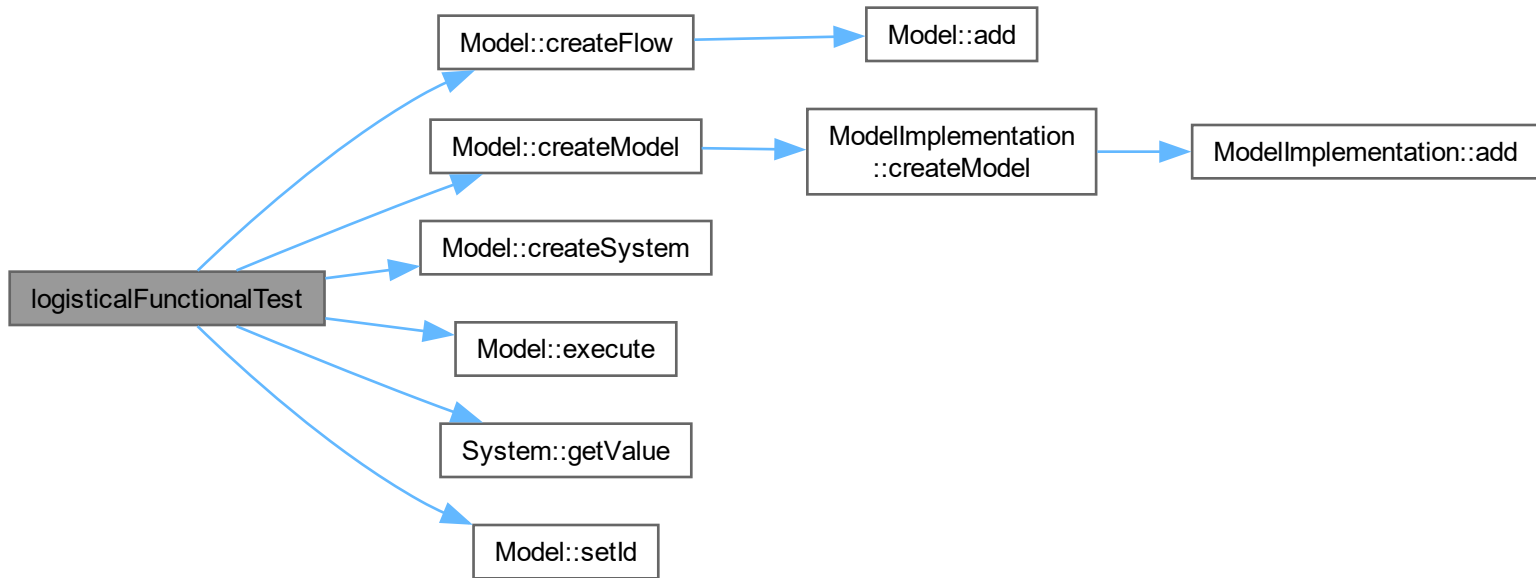 logisticalFunctionalTest
Model::createFlow
Model::add
Model::createModel
ModelImplementation
::createModel
ModelImplementation::add
Model::createSystem
Model::execute
System::getValue
Model::setId